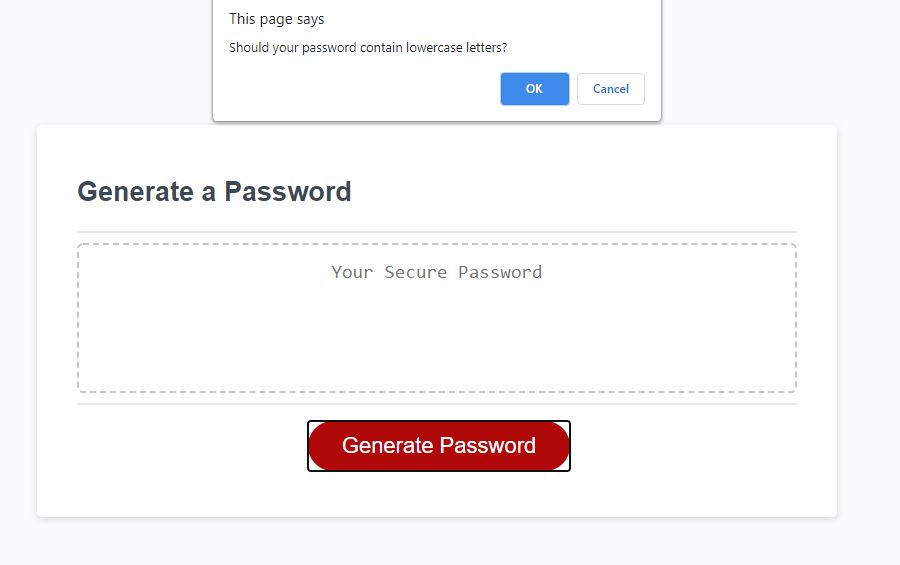 This page says
Should your password contain lowercase letters?
OK
Cancel
Generate a Password
Your Secure Password
Generate Password